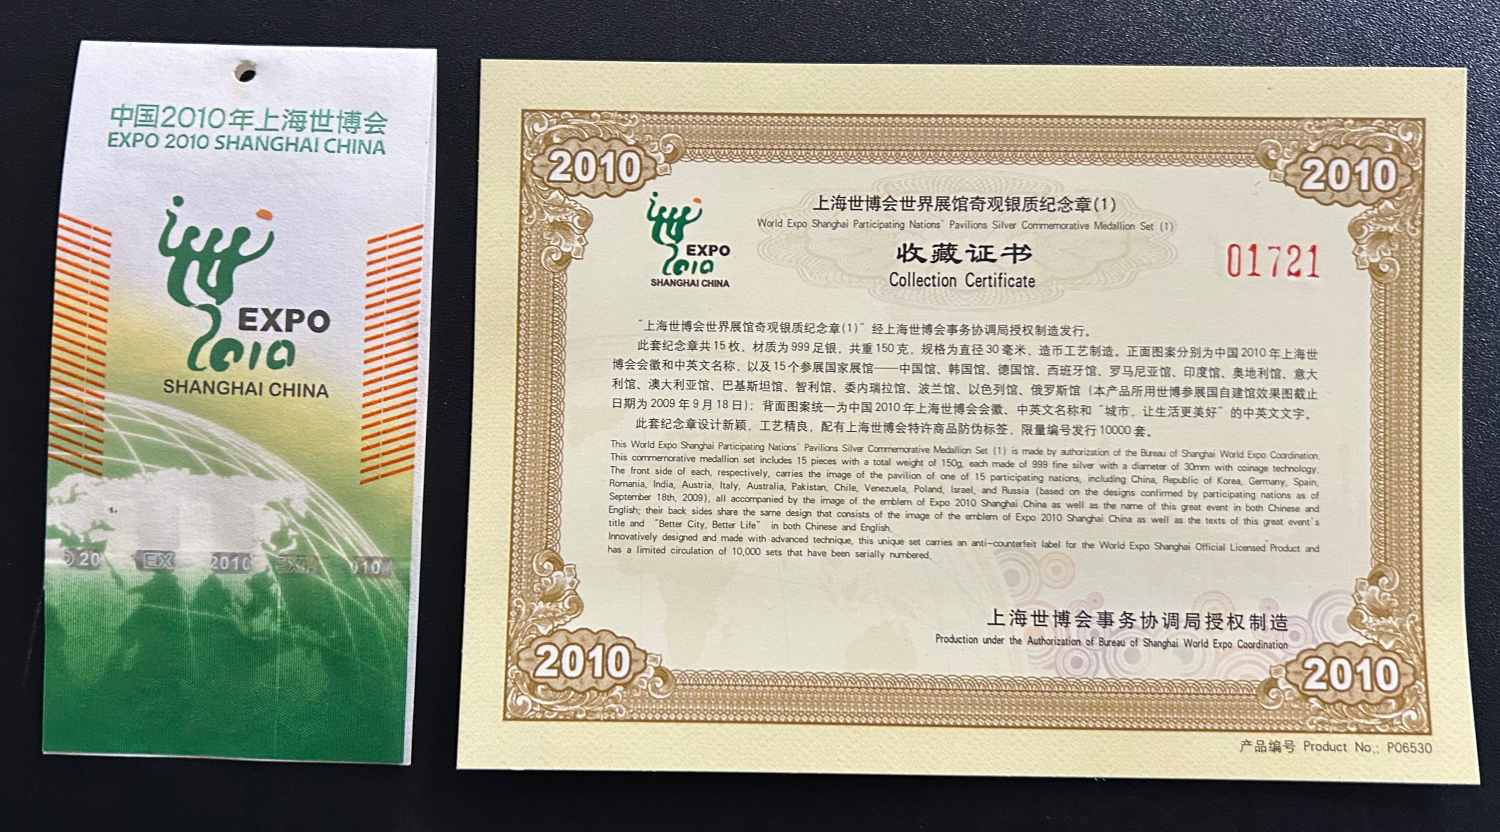 中国2010年上海世博会
EXPO 2010 SHANGHAI CHINA
EXPO
2010
SHANGHAI CHINA
20
EX
2010
2010
2010
上海世博会世界展馆奇观银质纪念章(1)
World Expo Shanghai Participating Nations' Pavilions Silver Commemorative Medallion Set (1)
收藏证书
Collection Certificate
01721
EXPO
2010
SHANGHAI CHINA
"上海世博会世界展馆奇观银质纪念章(1)"经上海世博会事务协调局授权制造发行。
此套纪念章共15枚，材质为999足银，共重150克，规格为直径30毫米，造币工艺制造。正面图案分别为中国2010年上海世
博会会徽和中英文名称，以及15个参展国家展馆——中国馆、韩国馆、德国馆、西班牙馆、罗马尼亚馆、印度馆、奥地利馆、意大
利馆、澳大利亚馆、巴基斯坦馆、智利馆、委内瑞拉馆、波兰馆、以色列馆、俄罗斯馆（本产品所用世博参展国自建馆效果图截止
日期为2009年9月18日）；背面图案统一为中国2010年上海世博会会徽、中英文名称和"城市，让生活更美好"的中英文文字。
此套纪念章设计新颖，工艺精良，配有上海世博会特许商品防伪标签，限量编号发行10000套。
This World Expo Shanghai Participating Nations' Pavilions Silver Commemorative Medallion Set (1) is made by authorization of the Bureau of Shanghai World Expo Coordination.
This commemorative medallion set includes 15 pieces with a total weight of 150g, each made of 999 fine silver with a diameter of 30mm with coinage technology.
The front side of each, respectively, carries the image of the pavilion of one of 15 participating nations, including China, Republic of Korea, Germany, Spain,
Romania, India, Austria, Italy, Australia, Pakistan, Chile, Venezuela, Poland, Israel, and Russia (based on the designs confirmed by participating nations as of
September 18th, 2009), all accompanied by the image of the emblem of Expo 2010 Shanghai China as well as the name of this great event in both Chinese and
English; their back sides share the same design that consists of the image of the emblem of Expo 2010 Shanghai China as well as the texts of this great event's
title and "Better City, Better Life" in both Chinese and English.
Innovatively designed and made with advanced technique, this unique set carries an anti-counterfeit label for the World Expo Shanghai Official Licensed Product and
has a limited circulation of 10,000 sets that have been serially numbered.
上海世博会事务协调局授权制造
Production under the Authorization of Bureau of Shanghai World Expo Coordination
2010
2010
产品编号 Product No.: P06530